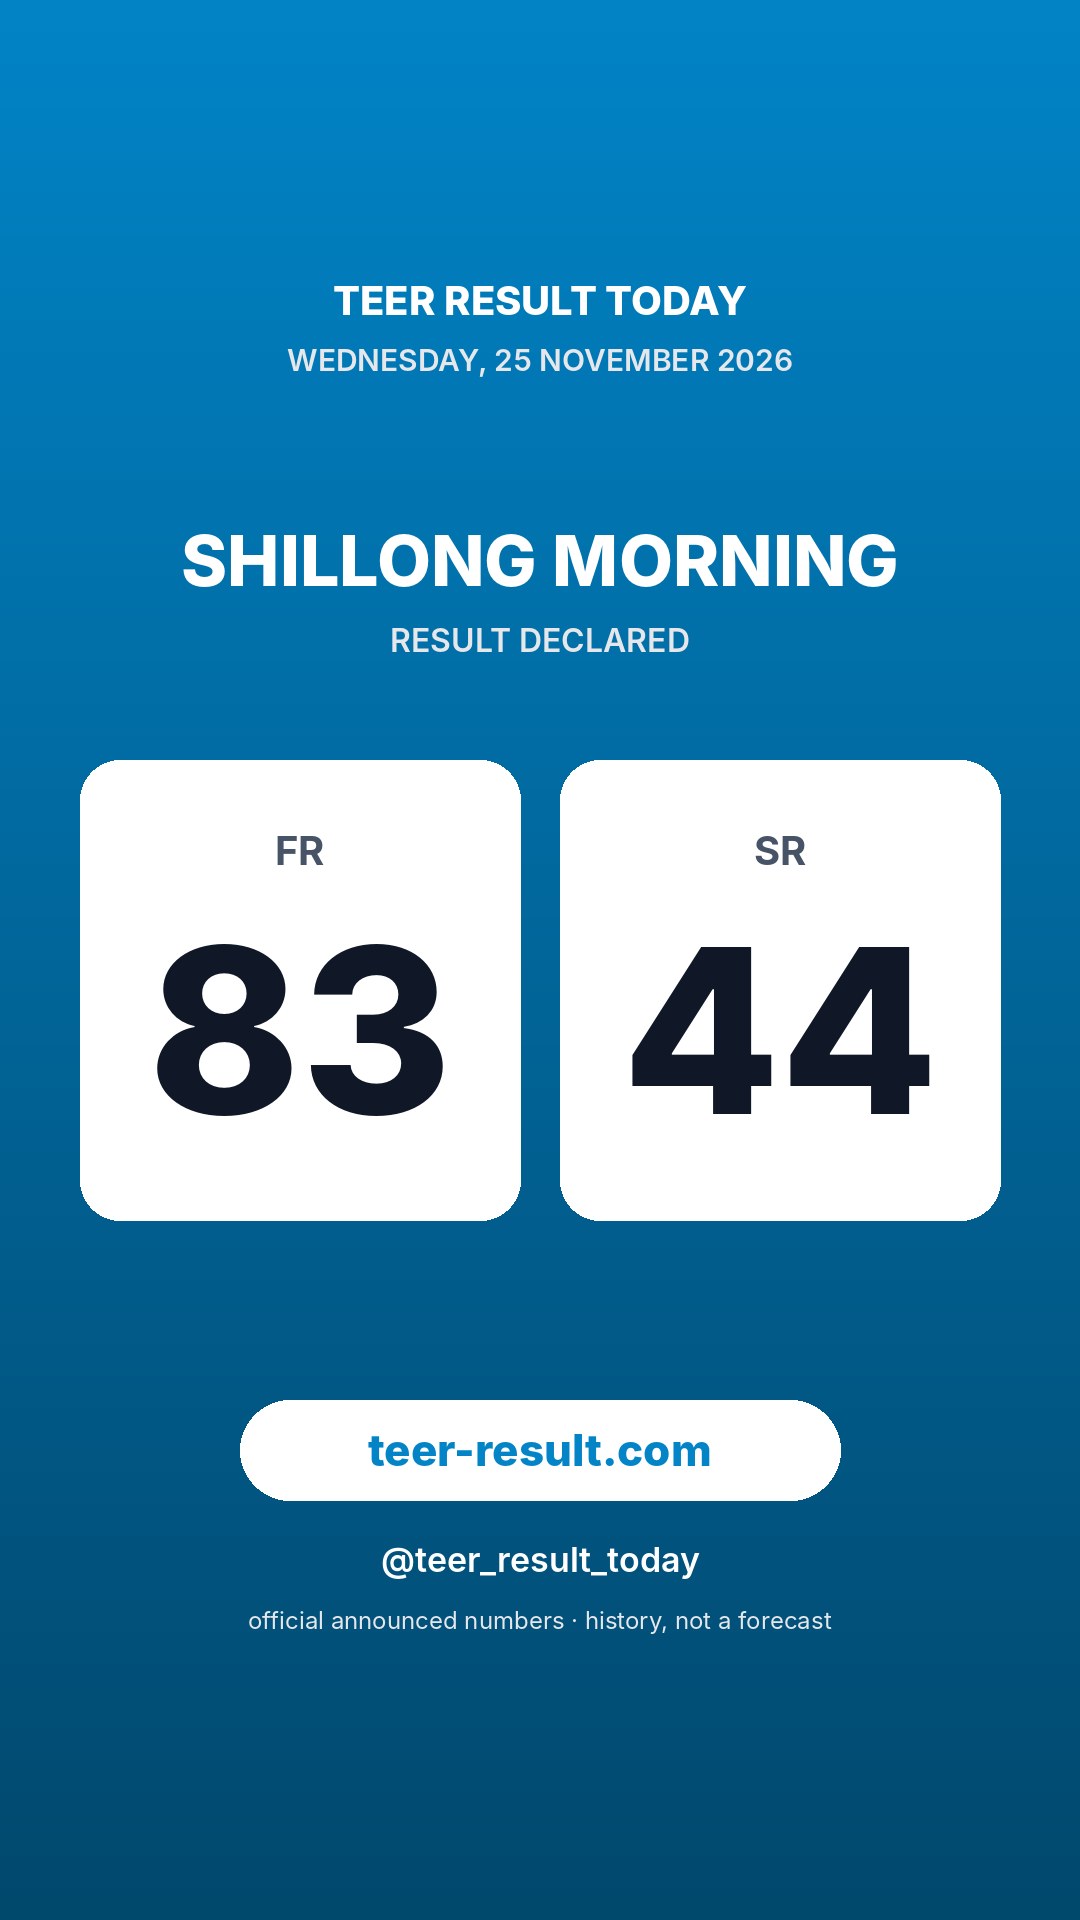 TEER RESULT TODAY
WEDNESDAY, 25 NOVEMBER 2026
SHILLONG MORNING
RESULT DECLARED
FR
83
SR
44
teer-result.com
@teer_result_today
official announced numbers · history, not a forecast